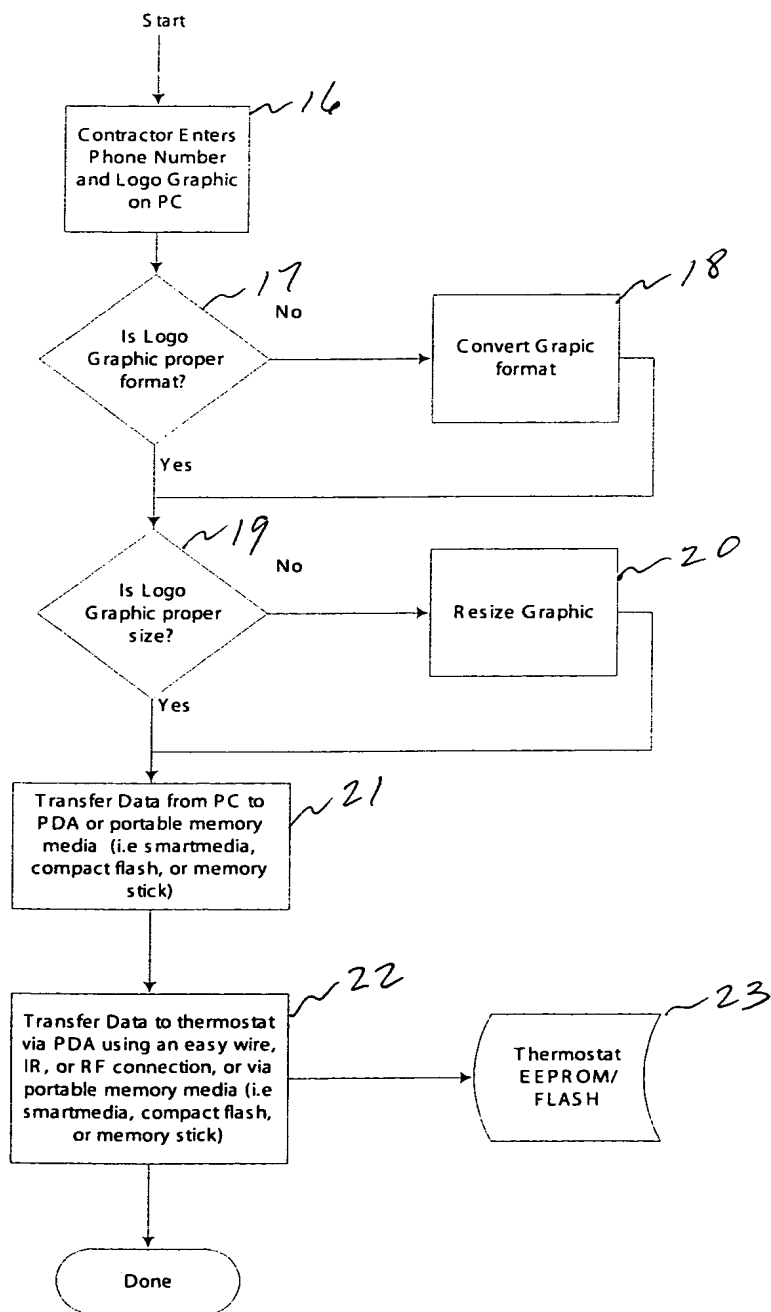 Start
16
Contractor Enters
Phone Number
and Logo Graphic
on PC
17
No
18
Is Logo
Graphic proper
format?
Convert Grapic
format
Yes
19
No
20
Is Logo
Graphic proper
size?
Resize Graphic
Yes
21
Transfer Data from PC to
PDA or portable memory
media (i.e smartmedia,
compact flash, or memory
stick)
22
23
Transfer Data to thermostat
via PDA using an easy wire,
IR, or RF connection, or via
portable memory media (i.e
smartmedia, compact flash,
or memory stick)
Thermostat
EEPROM/
FLASH
Done